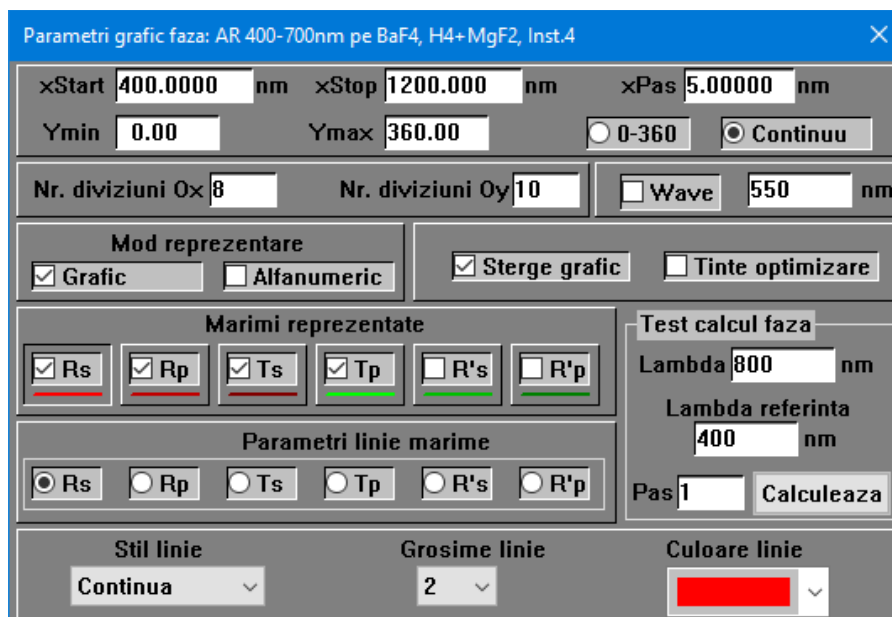 Parametri grafic faza: AR 400-700nm pe BaF4, H4+MgF2, Inst.4
xStart 400.0000 nm xStop 1200.000 nm xPas 5.00000 nm
Ymin 0.00 Ymax 360.00 0-360 Continuu
Nr. diviziuni Ox 8 Nr. diviziuni Oy 10 Wave 550 nm
Mod reprezentare
Grafic Alfanumeric Sterge grafic Tinte optimizare
Marimi reprezentate
Rs Rp Ts Tp R's R'p
Parametri linie marime
Rs Rp Ts Tp R's R'p
Test calcul faza
Lambda 800 nm
Lambda referinta
400 nm
Pas 1 Calculeaza
Stil linie Grosime linie Culoare linie
Continua 2